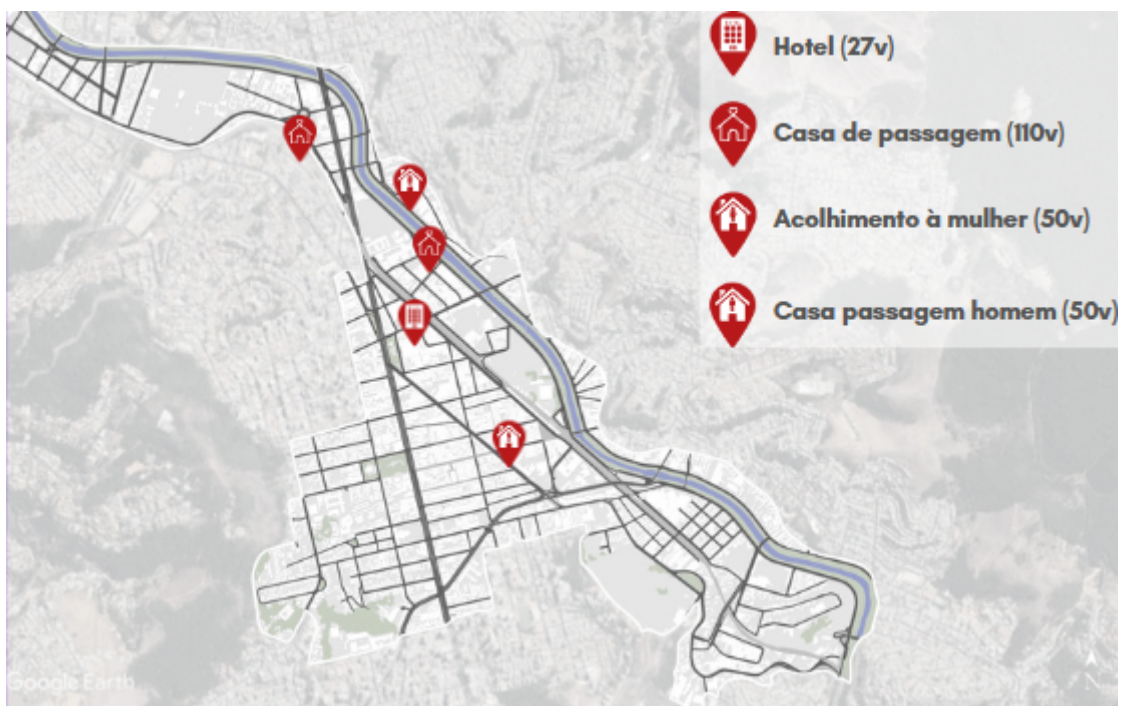 Hotel (27v)
Casa de passagem (110v)
Acolhimento à mulher (50v)
Casa passagem homem (50v)
Google Earth
N